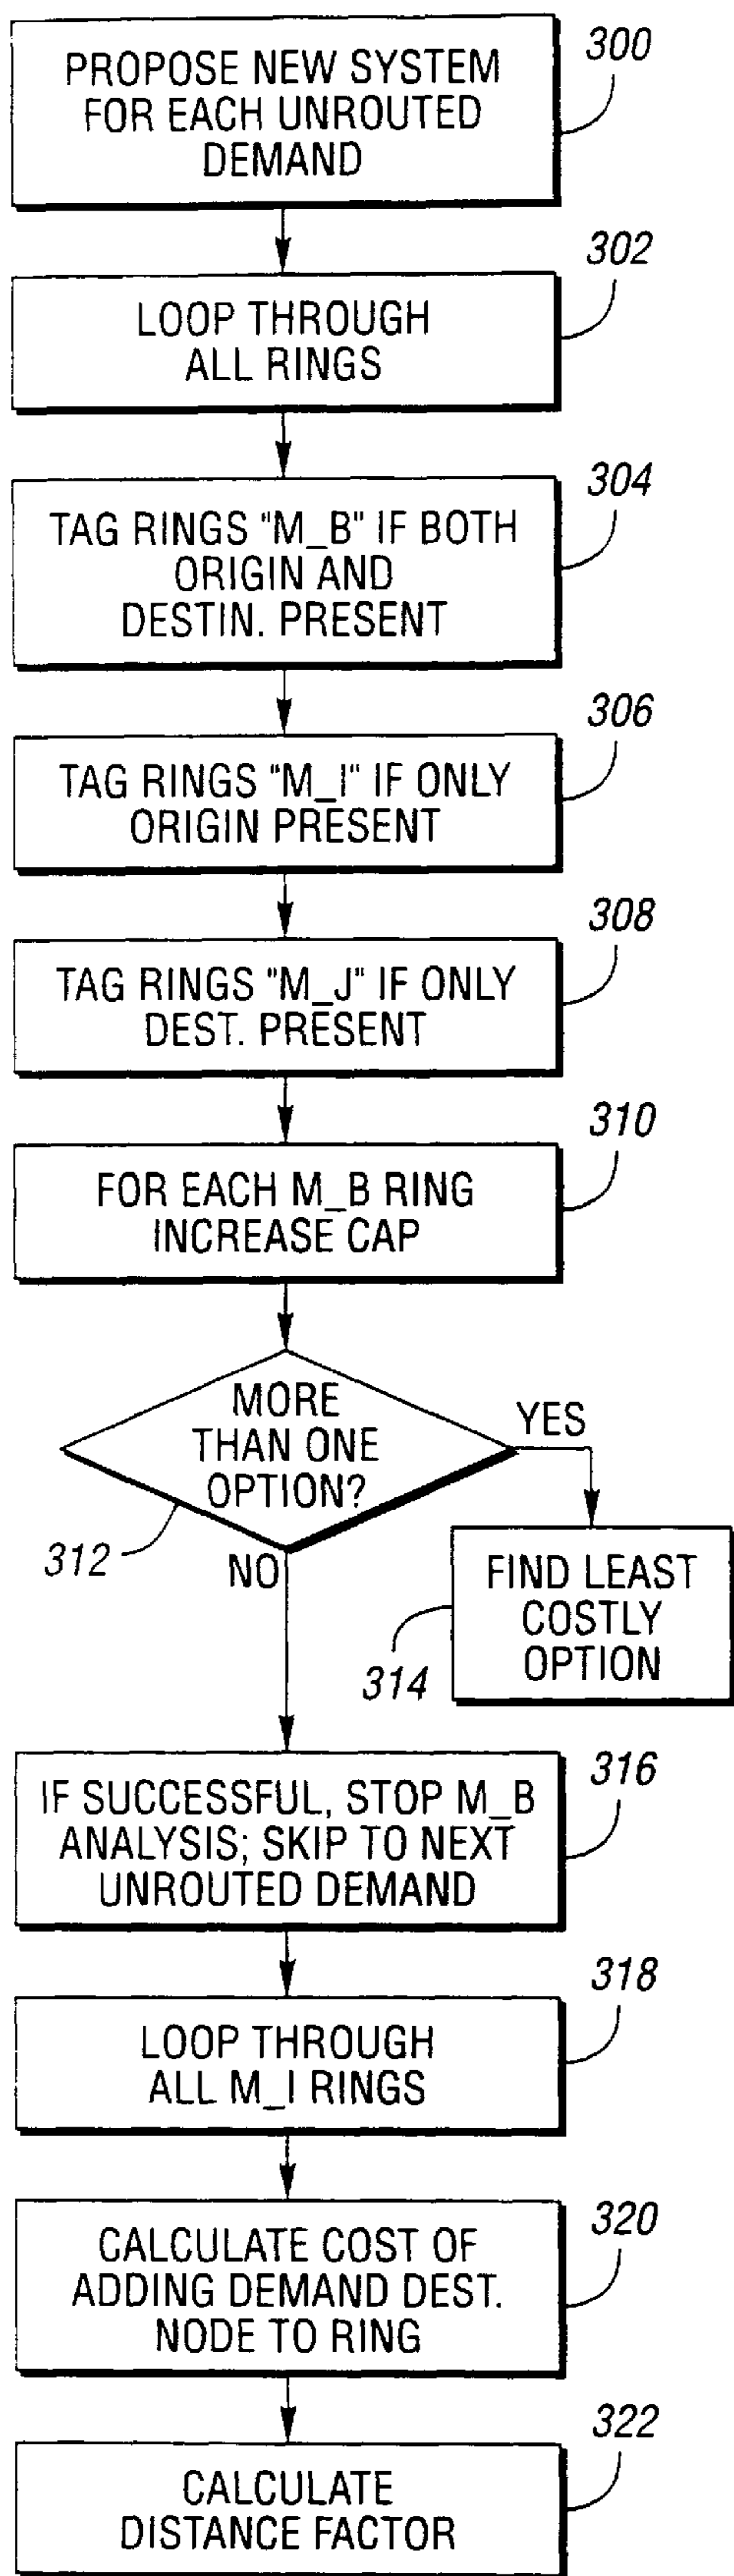 300
PROPOSE NEW SYSTEM
FOR EACH UNROUTED
DEMAND
302
LOOP THROUGH
ALL RINGS
304
TAG RINGS "M_B" IF BOTH
ORIGIN AND
DESTIN. PRESENT
306
TAG RINGS "M_I" IF ONLY
ORIGIN PRESENT
308
TAG RINGS "M_J" IF ONLY
DEST. PRESENT
310
FOR EACH M_B RING
INCREASE CAP
MORE
THAN ONE
OPTION?
YES
312
NO
FIND LEAST
COSTLY
OPTION
314
316
IF SUCCESSFUL, STOP M_B
ANALYSIS; SKIP TO NEXT
UNROUTED DEMAND
318
LOOP THROUGH
ALL M_I RINGS
320
CALCULATE COST OF
ADDING DEMAND DEST.
NODE TO RING
322
CALCULATE
DISTANCE FACTOR